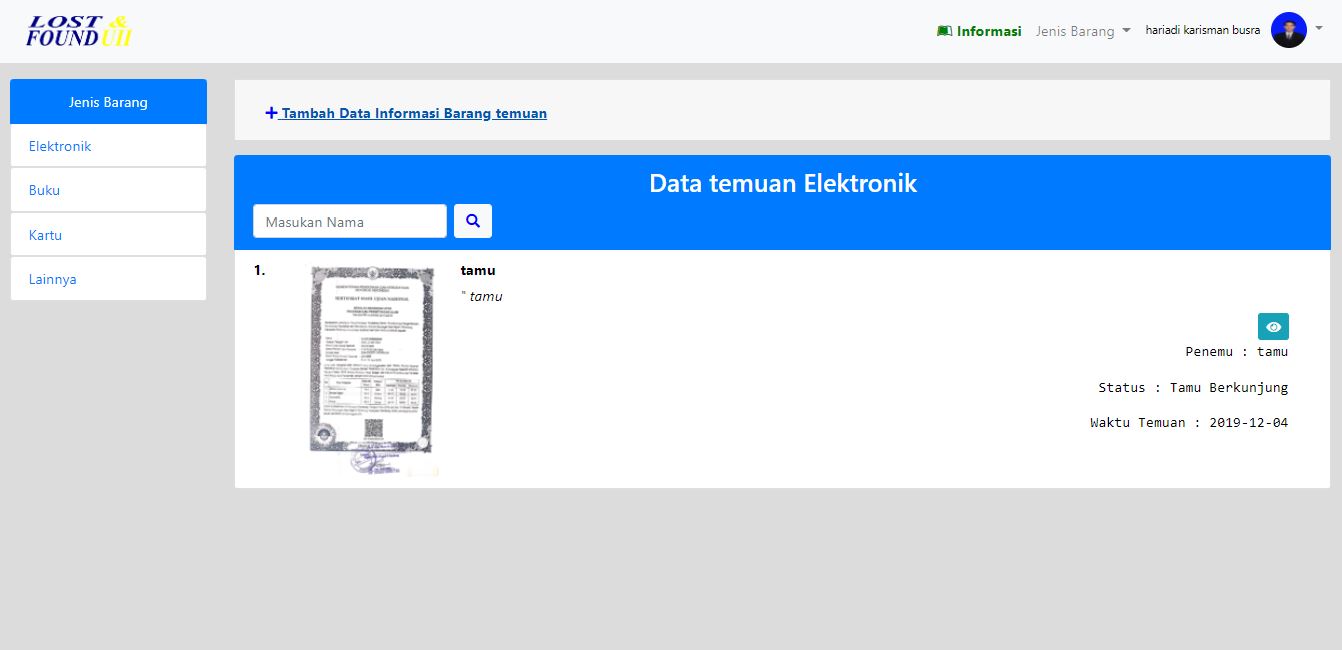 LOST &
FOUND UII
Informasi
Jenis Barang
hariadi karisman busra
Jenis Barang
Elektronik
Buku
Kartu
Lainnya
Tambah Data Informasi Barang temuan
Data temuan Elektronik
Masukan Nama
1.
tamu
" tamu
SERTIFIKAT HASIL UJIAN NASIONAL
Penemu : tamu
Status : Tamu Berkunjung
Waktu Temuan : 2019-12-04